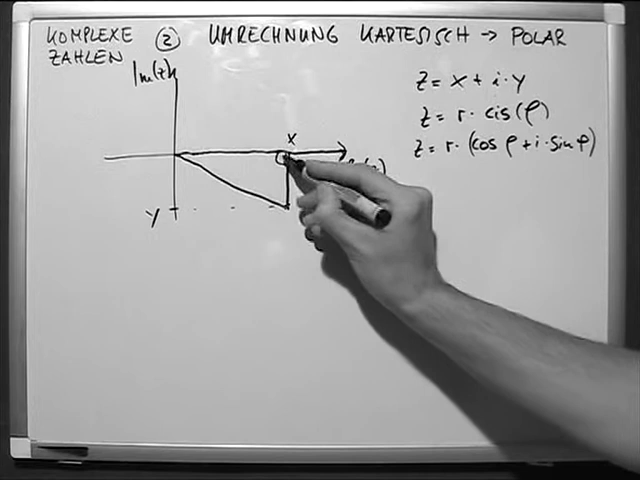 KOMPLEXE ② UMRECHNUNG KARTESISCH → POLAR
ZAHLEN
Im(z)
z = x + i · y
z = r · cis(φ)
z = r · (cos φ + i · sin φ)
x
y